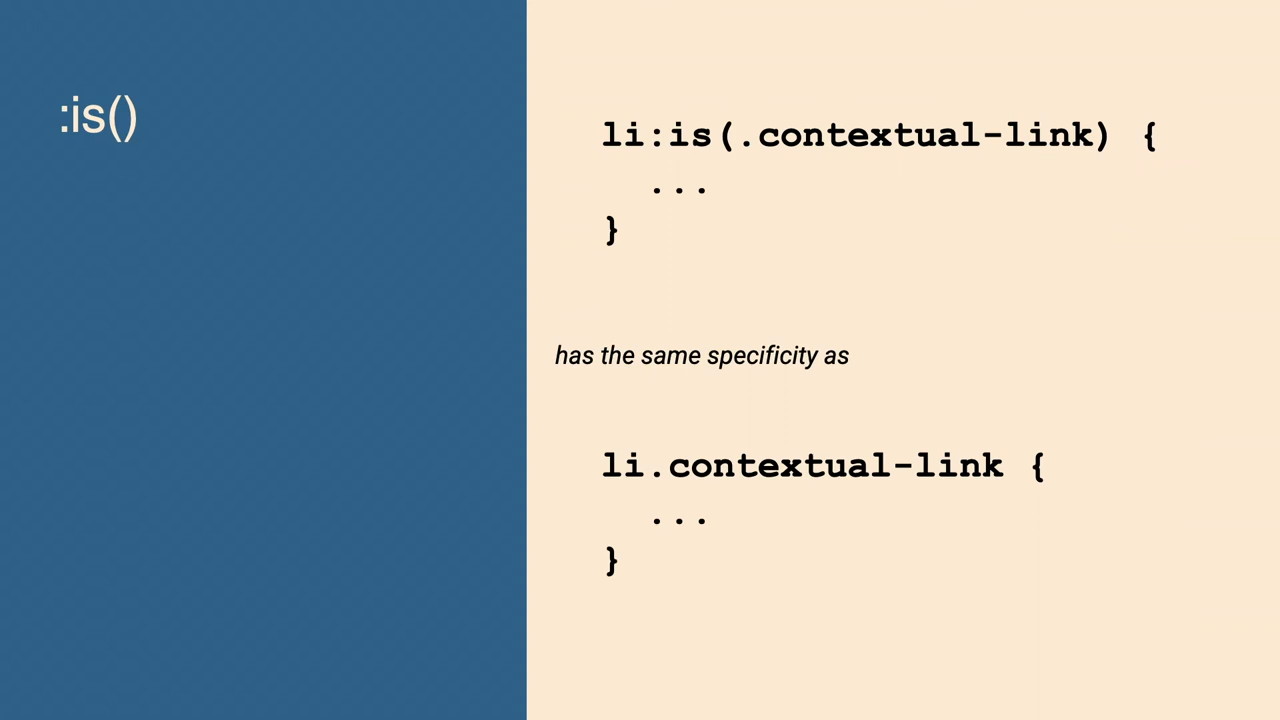 :is()
li:is(.contextual-link) {
...
}
has the same specificity as
li.contextual-link {
...
}